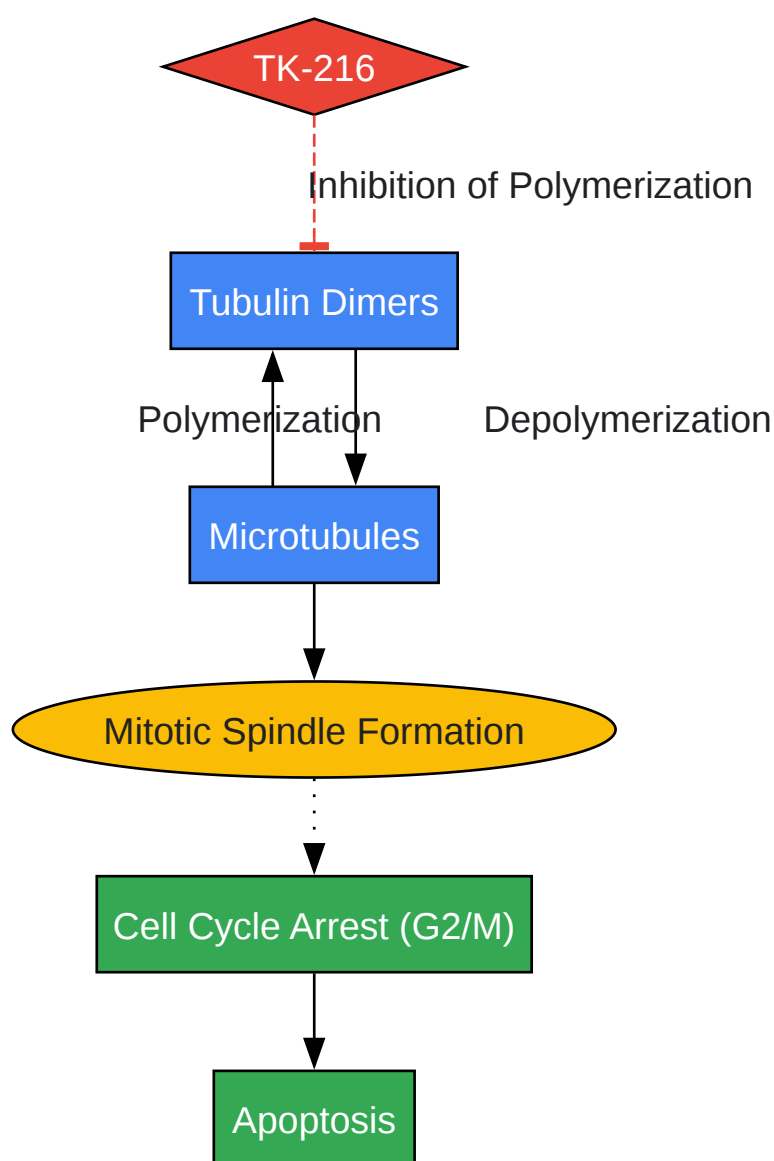 TK-216
Inhibition of Polymerization
Tubulin Dimers
Polymerization
Depolymerization
Microtubules
Mitotic Spindle Formation
Cell Cycle Arrest (G2/M)
Apoptosis